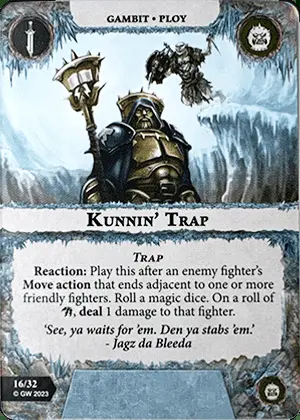 GAMBIT • PLOY
KUNNIN' TRAP
TRAP
Reaction: Play this after an enemy fighter's
Move action that ends adjacent to one or more
friendly fighters. Roll a magic dice. On a roll of
, deal 1 damage to that fighter.
'See, ya waits for 'em. Den ya stabs 'em.'
- Jagz da Bleeda
16/32
© GW 2023